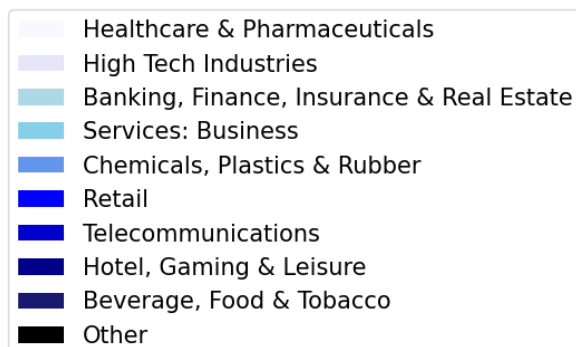 Healthcare & Pharmaceuticals
High Tech Industries
Banking, Finance, Insurance & Real Estate
Services: Business
Chemicals, Plastics & Rubber
Retail
Telecommunications
Hotel, Gaming & Leisure
Beverage, Food & Tobacco
Other